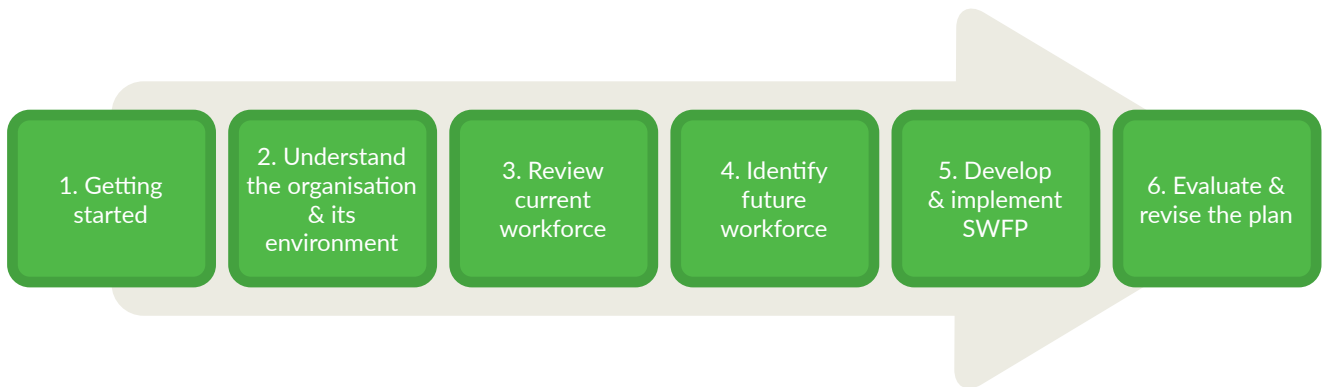 1. Getting
started
2. Understand
the organisation
& its
environment
3. Review
current
workforce
4. Identify
future
workforce
5. Develop
& implement
SWFP
6. Evaluate &
revise the plan